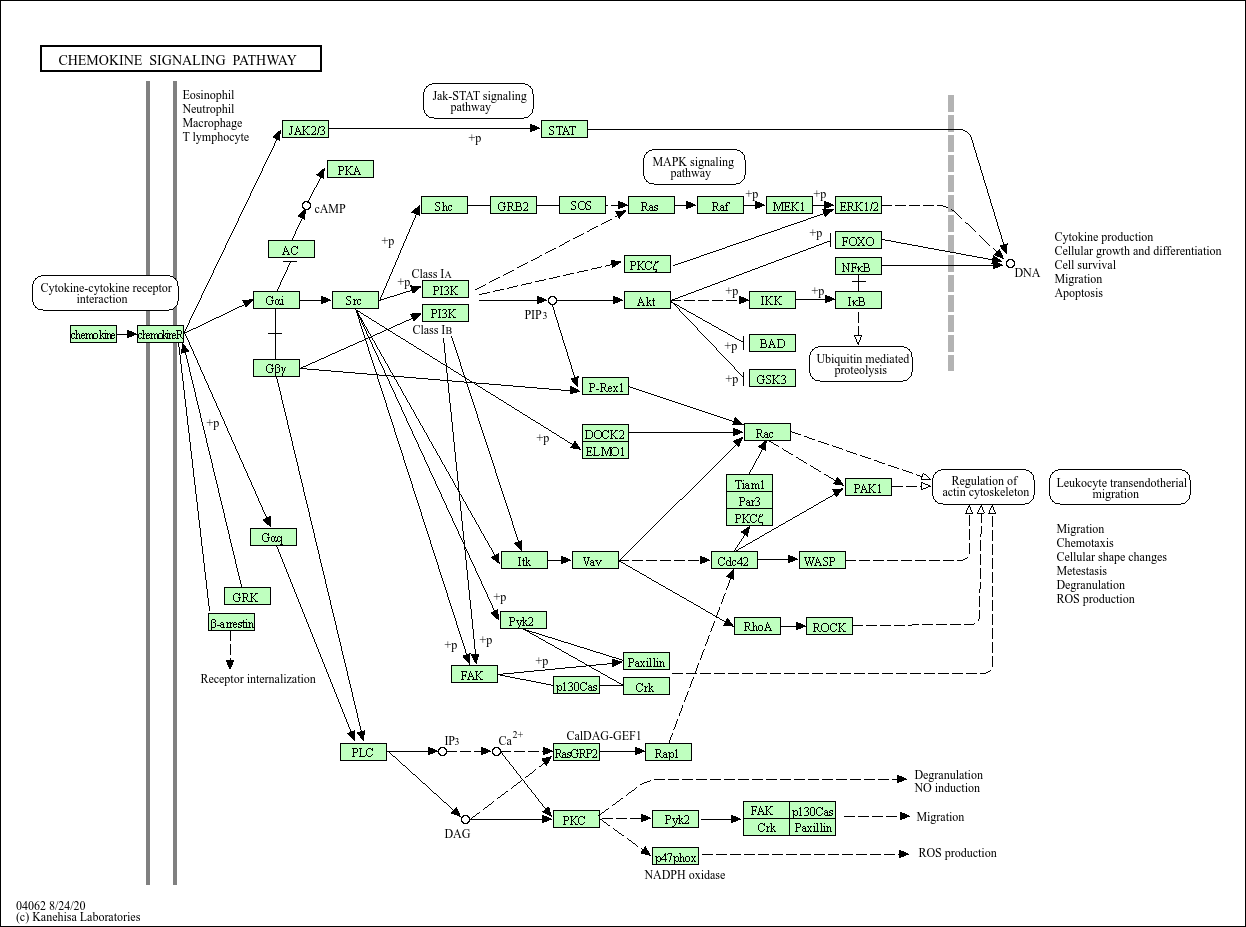 CHEMOKINE SIGNALING PATHWAY
Eosinophil
Neutrophil
Macrophage
T lymphocyte
Jak-STAT signaling
pathway
JAK2/3
+p
STAT
PKA
MAPK signaling
pathway
cAMP
Shc
GRB2
SOS
Ras
+p
Raf
+p
MEK1
ERK1/2
AC
+p
+p
FOXO
Cytokine production
Cellular growth and differentiation
Cell survival
Migration
Apoptosis
PKCζ
NFκB
DNA
Cytokine-cytokine receptor
interaction
Class IA
+p
PI3K
Gαi
Src
PI3K
Class IB
PIP3
Akt
+p
IKK
+p
IκB
chemokine
chemokineR
+p
BAD
Ubiquitin mediated
proteolysis
Gβγ
+p
GSK3
P-Rex1
+p
+p
DOCK2
ELMO1
Rac
Tiam1
Par3
PKCζ
PAK1
Regulation of
actin cytoskeleton
Leukocyte transendotherial
migration
Gαq
Itk
Vav
Cdc42
WASP
Migration
Chemotaxis
Cellular shape changes
Metestasis
Degranulation
ROS production
GRK
β-arrestin
+p
Pyk2
RhoA
ROCK
+p
+p
+p
Paxillin
FAK
p130Cas
Crk
Receptor internalization
PLC
IP3
Ca2+
CalDAG-GEF1
RasGRP2
Rap1
Degranulation
NO induction
DAG
PKC
Pyk2
FAK
p130Cas
Crk
Paxillin
Migration
p47phox
ROS production
NADPH oxidase
04062 8/24/20
(c) Kanehisa Laboratories